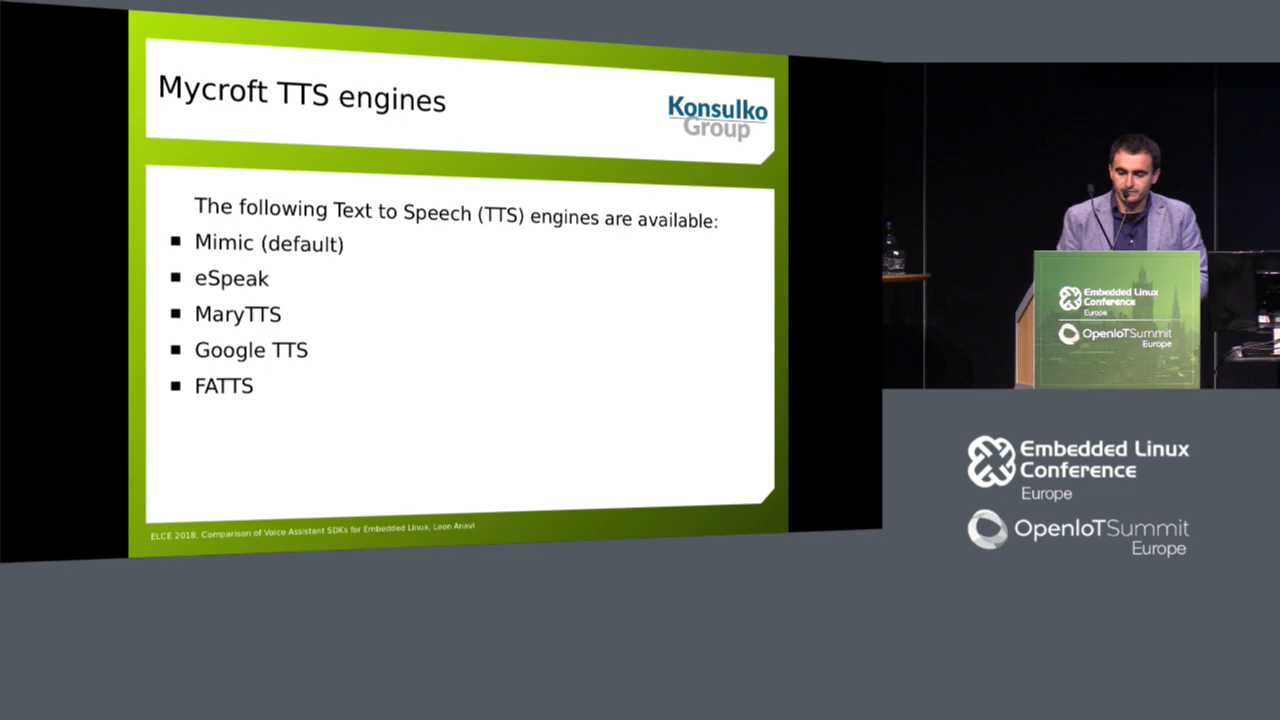 Mycroft TTS engines
Konsulko
Group
The following Text to Speech (TTS) engines are available:
Mimic (default)
eSpeak
MaryTTS
Google TTS
FATTS
ELCE 2018, Comparison of Voice Assistant SDKs for Embedded Linux, Leon Anavi
Embedded Linux
Conference
Europe
OpenIoTSummit
Europe
Embedded Linux
Conference
Europe
OpenIoTSummit
Europe